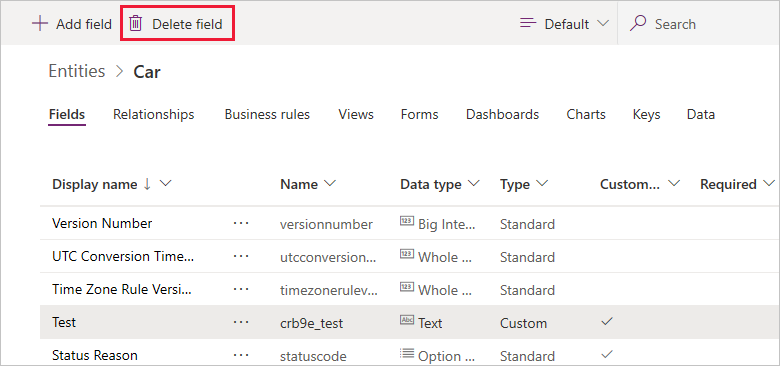 Add field Delete field Default Search
Entities > Car
Fields Relationships Business rules Views Forms Dashboards Charts Keys Data
Display name ↓ Name Data type Type Custom... Required
Version Number ... versionnumber 123 Big Inte... Standard
UTC Conversion Time... ... utcconversion... 123 Whole ... Standard
Time Zone Rule Versi... ... timezonerulev... 123 Whole ... Standard
Test ... crb9e_test Abc Text Custom ✓
Status Reason ... statuscode Option ... Standard ✓